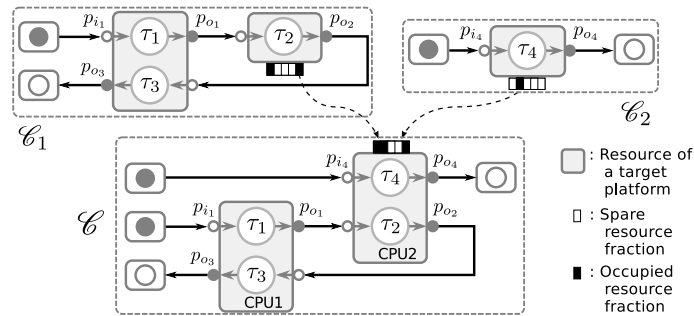 p_{i_1} τ_1 p_{o_1} τ_2 p_{o_2}
p_{o_3} τ_3
𝒞_1
p_{i_4} τ_4 p_{o_4}
𝒞_2
p_{i_4} τ_4 p_{o_4}
𝒞
p_{i_1} τ_1 p_{o_1} τ_2 p_{o_2}
CPU2
p_{o_3} τ_3
CPU1
: Resource of
a target
platform
: Spare
resource
fraction
: Occupied
resource
fraction